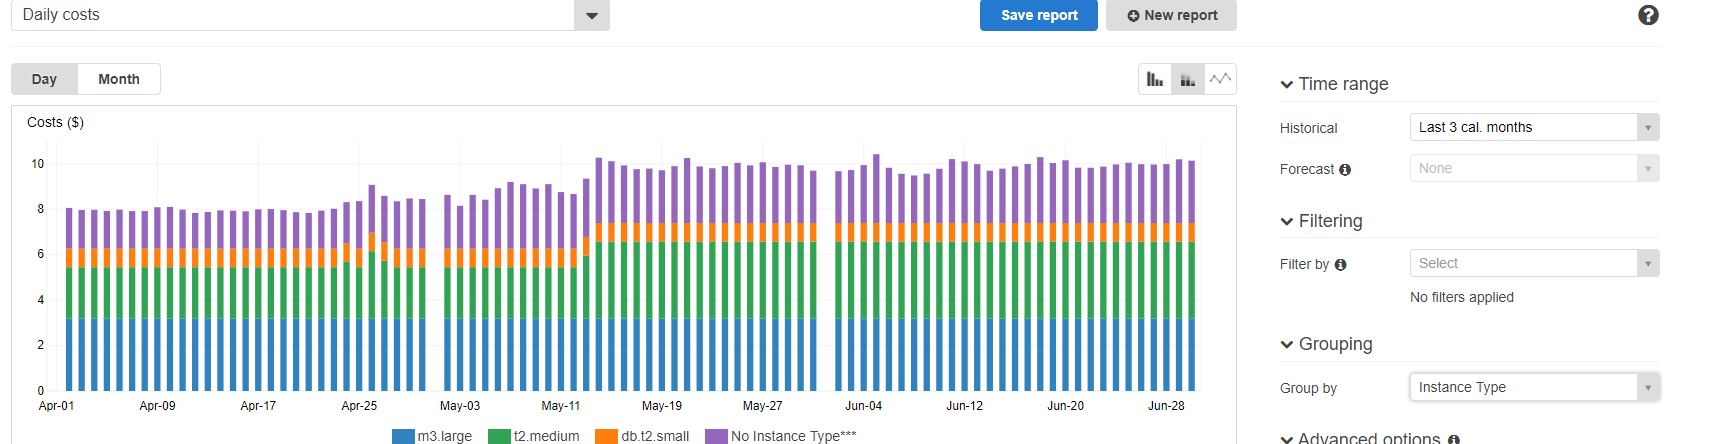 Daily costs
Save report
New report
Day Month
Time range
Costs ($)
Historical Last 3 cal. months
Forecast None
Filtering
Filter by Select
No filters applied
Grouping
Group by Instance Type
Advanced options
10
8
6
4
2
0
Apr-01 Apr-09 Apr-17 Apr-25 May-03 May-11 May-19 May-27 Jun-04 Jun-12 Jun-20 Jun-28
m3.large t2.medium db.t2.small No Instance Type***